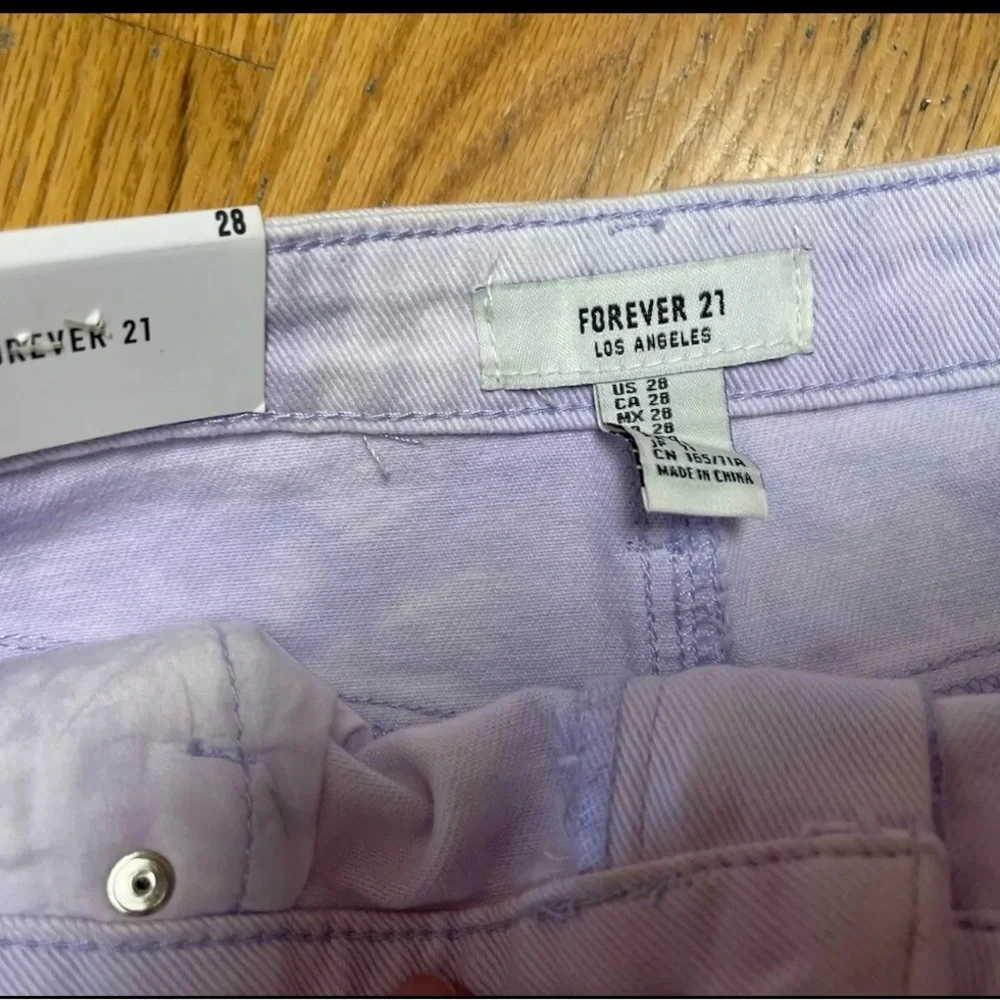 28
FOREVER 21
FOREVER 21
LOS ANGELES
US 28
CA 28
MX 28
28
CN 165/71A
MADE IN CHINA